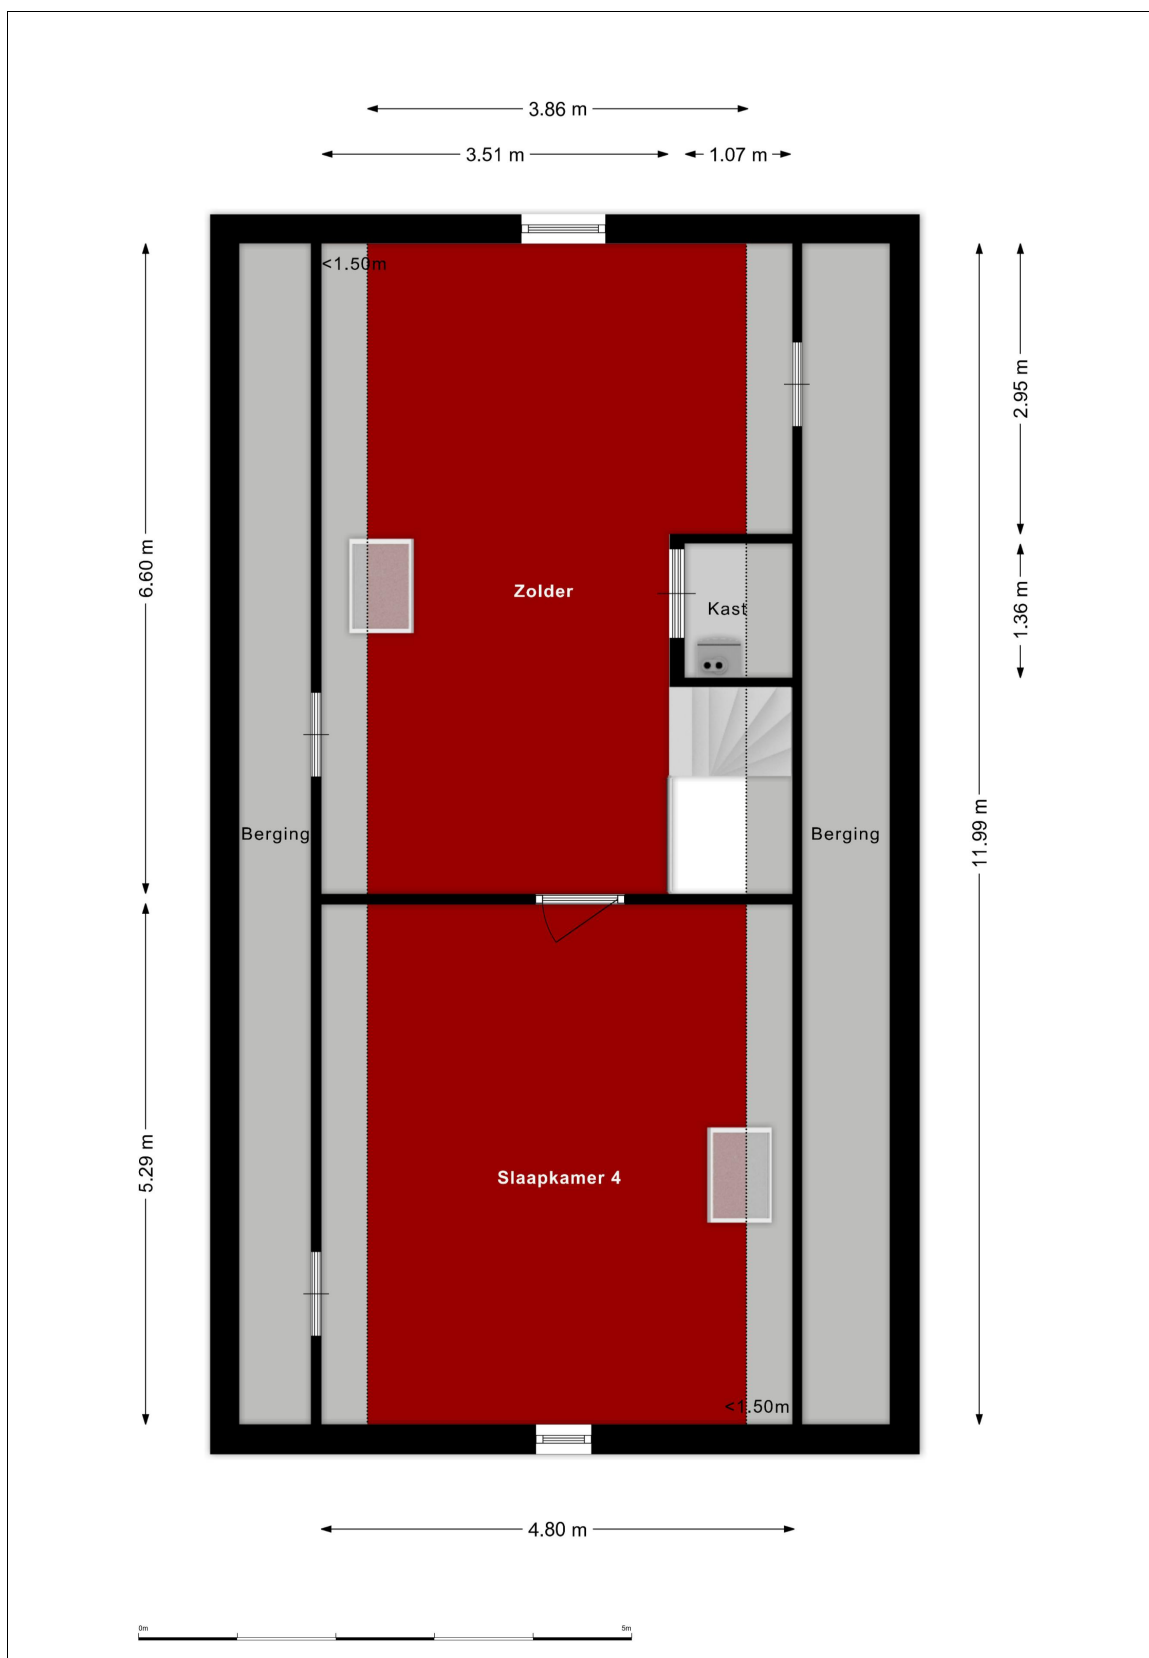 3.86 m
3.51 m
1.07 m
<1.50m
2.95 m
6.60 m
Zolder
Kast
1.36 m
Berging
Berging
11.99 m
5.29 m
Slaapkamer 4
<1.50m
4.80 m
0m
5m